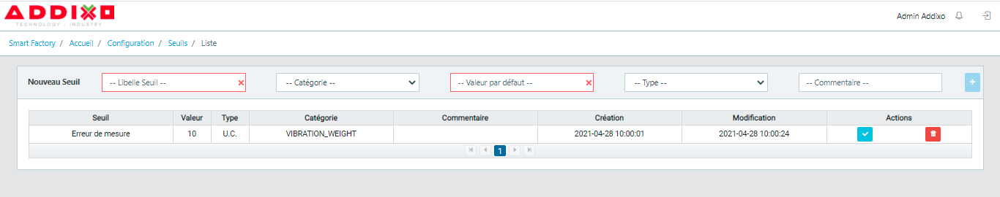 ADDIXO
TECHNOLOGY - INDUSTRY
Admin Addixo
Smart Factory / Accueil / Configuration / Seuils / Liste
Nouveau Seuil -- Libelle Seuil -- -- Catégorie -- -- Valeur par défaut -- -- Type -- -- Commentaire -- +
Seuil Valeur Type Catégorie Commentaire Création Modification Actions
Erreur de mesure 10 U.C. VIBRATION_WEIGHT 2021-04-28 10:00:01 2021-04-28 10:00:24
1